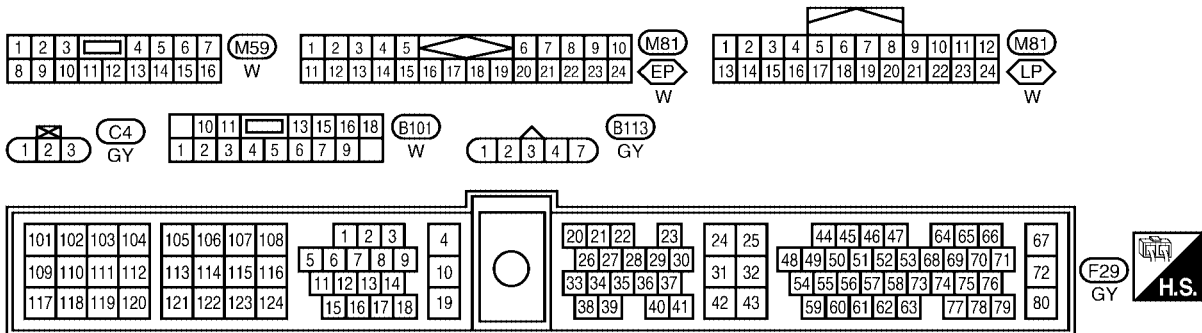 1 2 3 4 5 6 7
8 9 10 11 12 13 14 15 16
M59
W
1 2 3 4 5 6 7 8 9 10
11 12 13 14 15 16 17 18 19 20 21 22 23 24
M81
EP
W
1 2 3 4 5 6 7 8 9 10 11 12
13 14 15 16 17 18 19 20 21 22 23 24
M81
LP
W
1 2 3
C4
GY
10 11 13 15 16 18
1 2 3 4 5 6 7 9
B101
W
1 2 3 4 7
B113
GY
101 102 103 104 105 106 107 108 1 2 3 4 20 21 22 23 24 25 44 45 46 47 64 65 66 67
109 110 111 112 113 114 115 116 5 6 7 8 9 10 26 27 28 29 30 31 32 48 49 50 51 52 53 68 69 70 71 72
11 12 13 14 33 34 35 36 37 54 55 56 57 58 73 74 75 76
117 118 119 120 121 122 123 124 15 16 17 18 19 38 39 40 41 42 43 59 60 61 62 63 77 78 79 80
F29
GY
H.S.